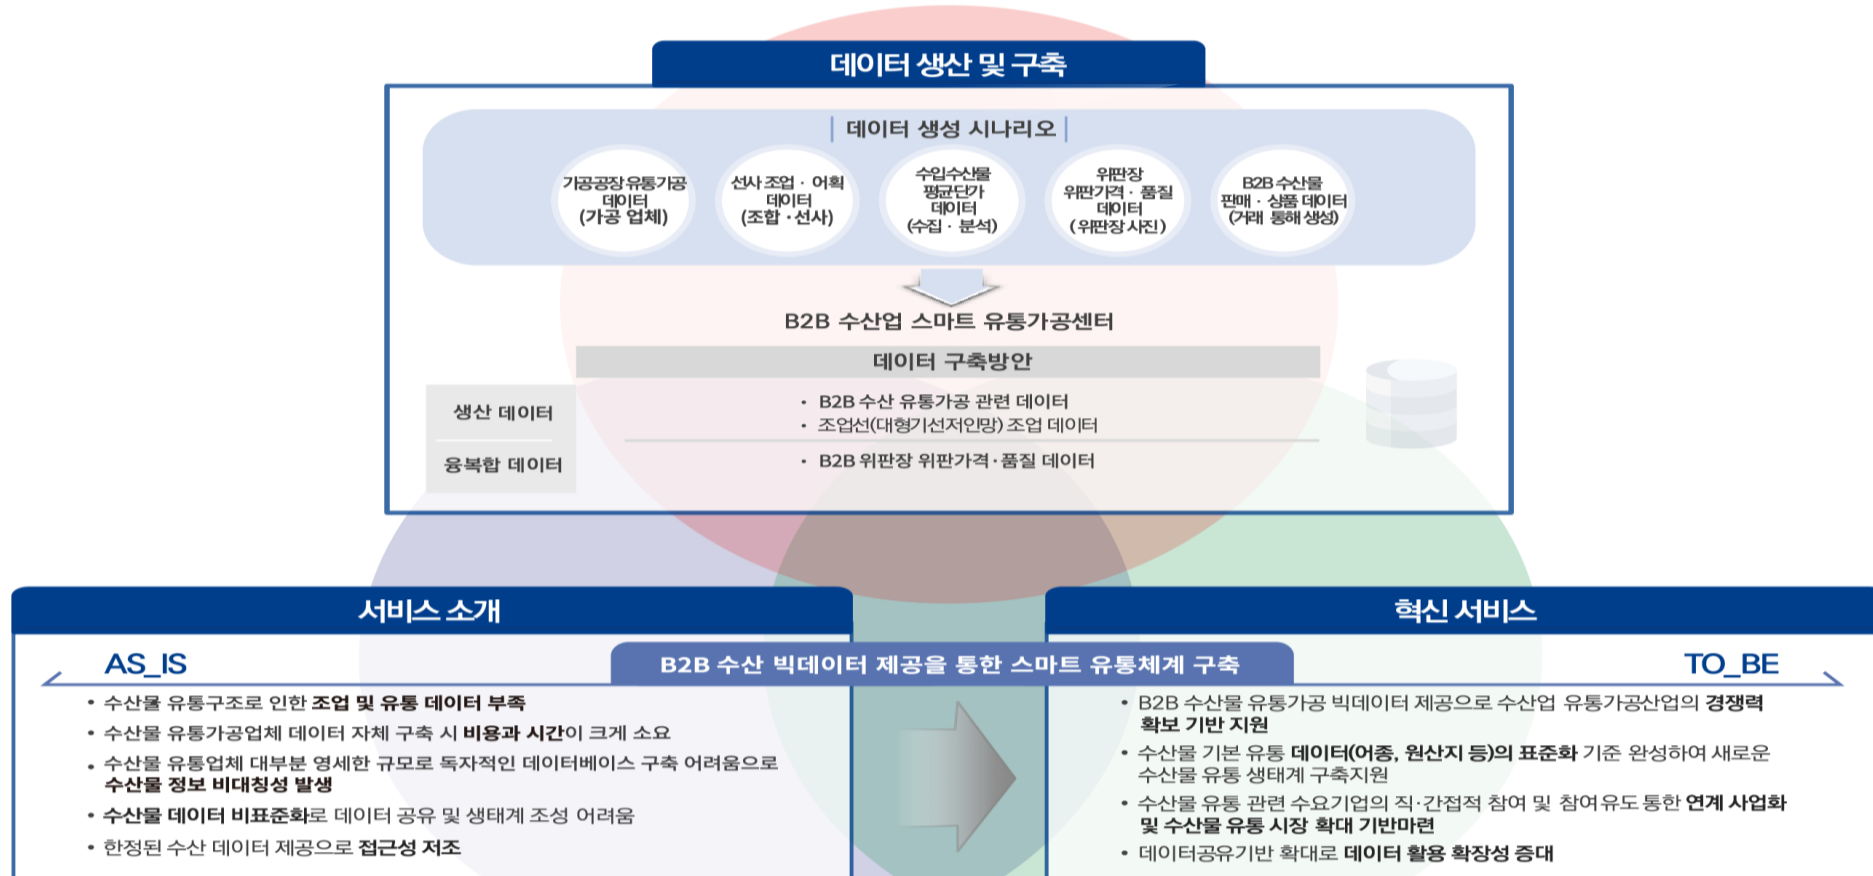 데이터 생산 및 구축
데이터 생성 시나리오
가공공장 유통가공
데이터
(가공 업체)
선사 조업 · 어획
데이터
(조합 · 선사)
수입수산물
평균단가
데이터
(수집 · 분석)
위판장
위판가격 · 품질
데이터
(위판장 사진)
B2B 수산물
판매 · 상품 데이터
(거래 통해 생성)
B2B 수산업 스마트 유통가공센터
데이터 구축방안
생산 데이터
• B2B 수산 유통가공 관련 데이터
• 조업선(대형기선저인망) 조업 데이터
융복합 데이터
• B2B 위판장 위판가격·품질 데이터
서비스 소개
혁신 서비스
B2B 수산 빅데이터 제공을 통한 스마트 유통체계 구축
AS_IS
• 수산물 유통구조로 인한 조업 및 유통 데이터 부족
• 수산물 유통가공업체 데이터 자체 구축 시 비용과 시간이 크게 소요
• 수산물 유통업체 대부분 영세한 규모로 독자적인 데이터베이스 구축 어려움으로
수산물 정보 비대칭성 발생
• 수산물 데이터 비표준화로 데이터 공유 및 생태계 조성 어려움
• 한정된 수산 데이터 제공으로 접근성 저조
TO_BE
• B2B 수산물 유통가공 빅데이터 제공으로 수산업 유통가공산업의 경쟁력
확보 기반 지원
• 수산물 기본 유통 데이터(어종, 원산지 등)의 표준화 기준 완성하여 새로운
수산물 유통 생태계 구축지원
• 수산물 유통 관련 수요기업의 직·간접적 참여 및 참여유도 통한 연계 사업화
및 수산물 유통 시장 확대 기반마련
• 데이터공유기반 확대로 데이터 활용 확장성 증대